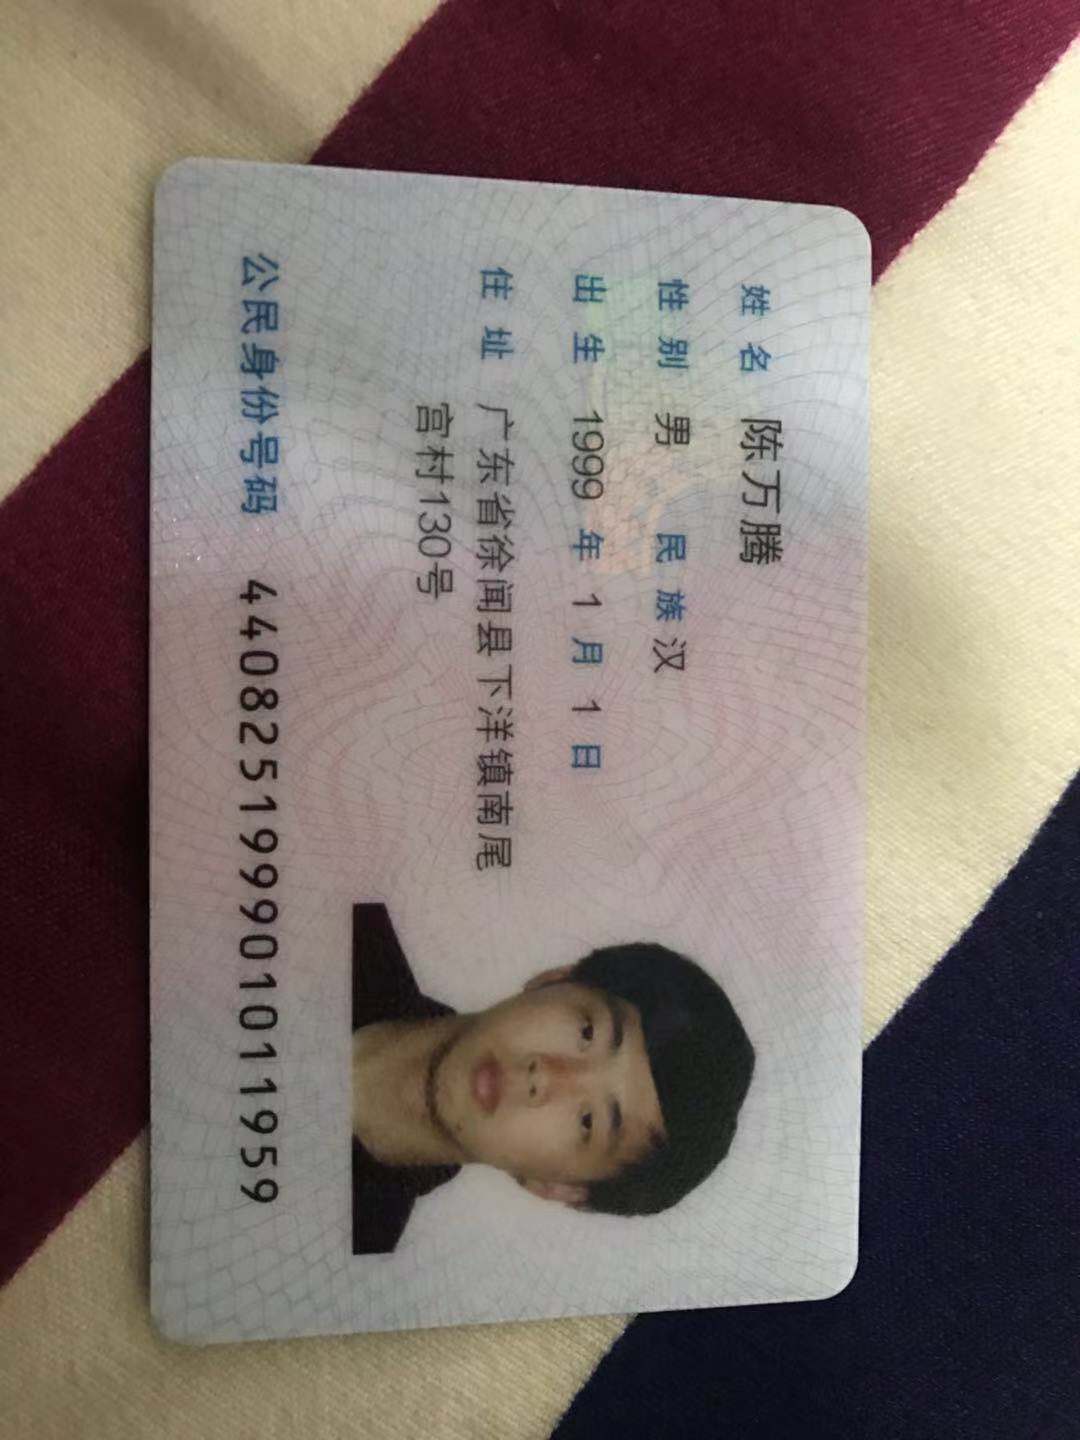 姓名 陈万腾
性别 男 民族 汉
出生 1999 年 1 月 1 日
住址 广东省徐闻县下洋镇南尾
宫村130号
公民身份号码 440825199901011959